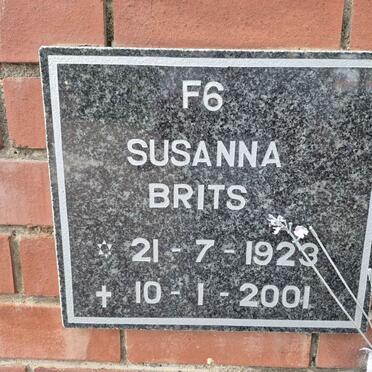 F6
SUSANNA
BRITS
✡ 21 - 7 - 1923
✝ 10 - 1 - 2001